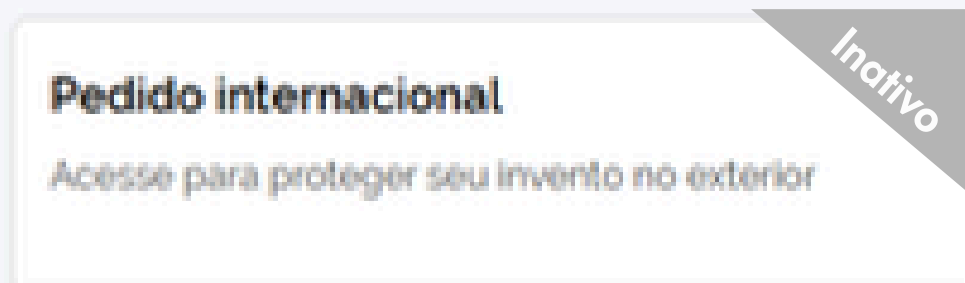 Pedido internacional
Inativo
Acesse para proteger seu invento no exterior